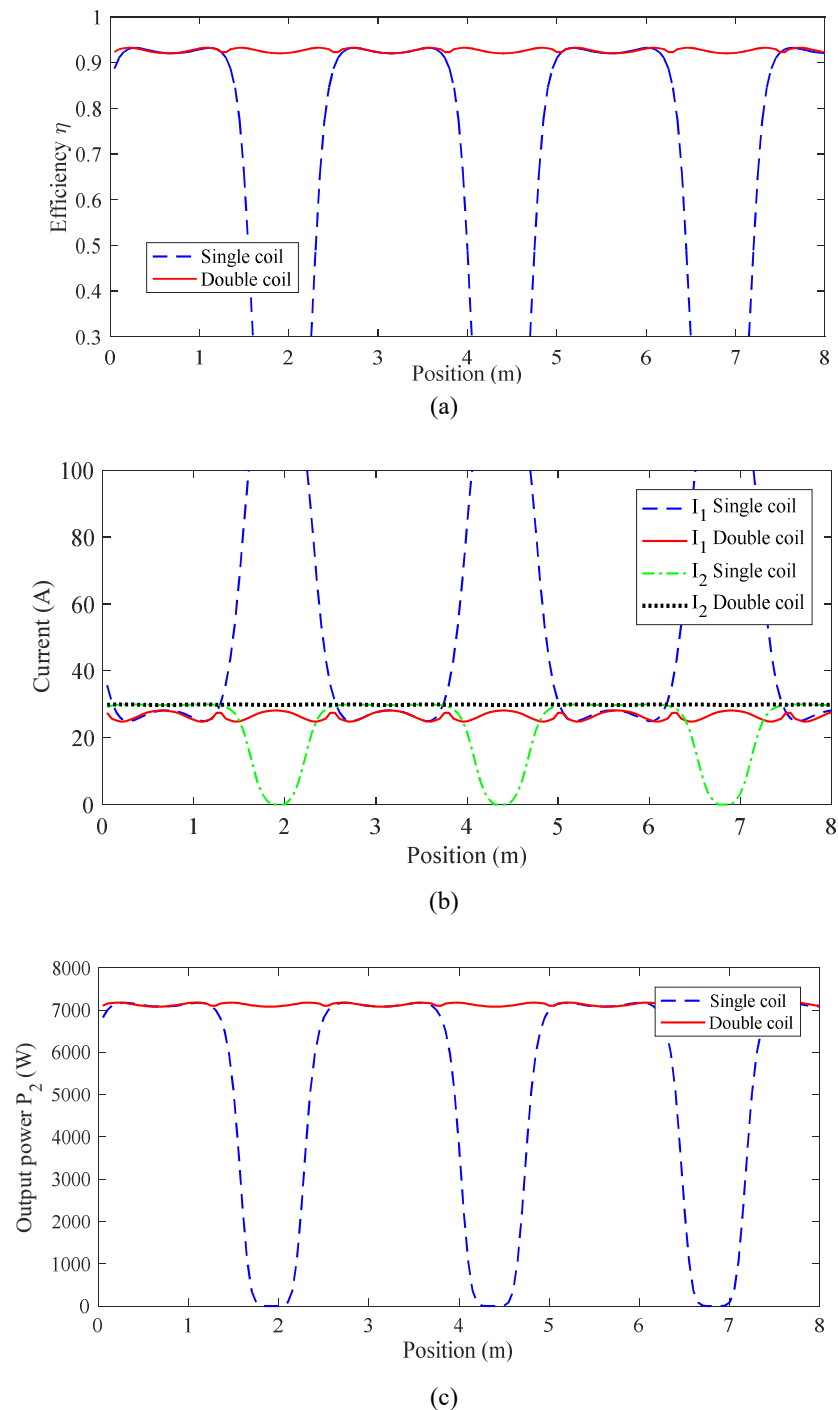 1
0.9
0.8
0.7
0.6
0.5
0.4
0.3
Efficiency η
Single coil
Double coil
0 1 2 3 4 5 6 7 8
Position (m)
(a)
100
80
60
40
20
0
Current (A)
I1 Single coil
I1 Double coil
I2 Single coil
I2 Double coil
0 1 2 3 4 5 6 7 8
Position (m)
(b)
8000
7000
6000
5000
4000
3000
2000
1000
0
Output power P2 (W)
Single coil
Double coil
0 1 2 3 4 5 6 7 8
Position (m)
(c)